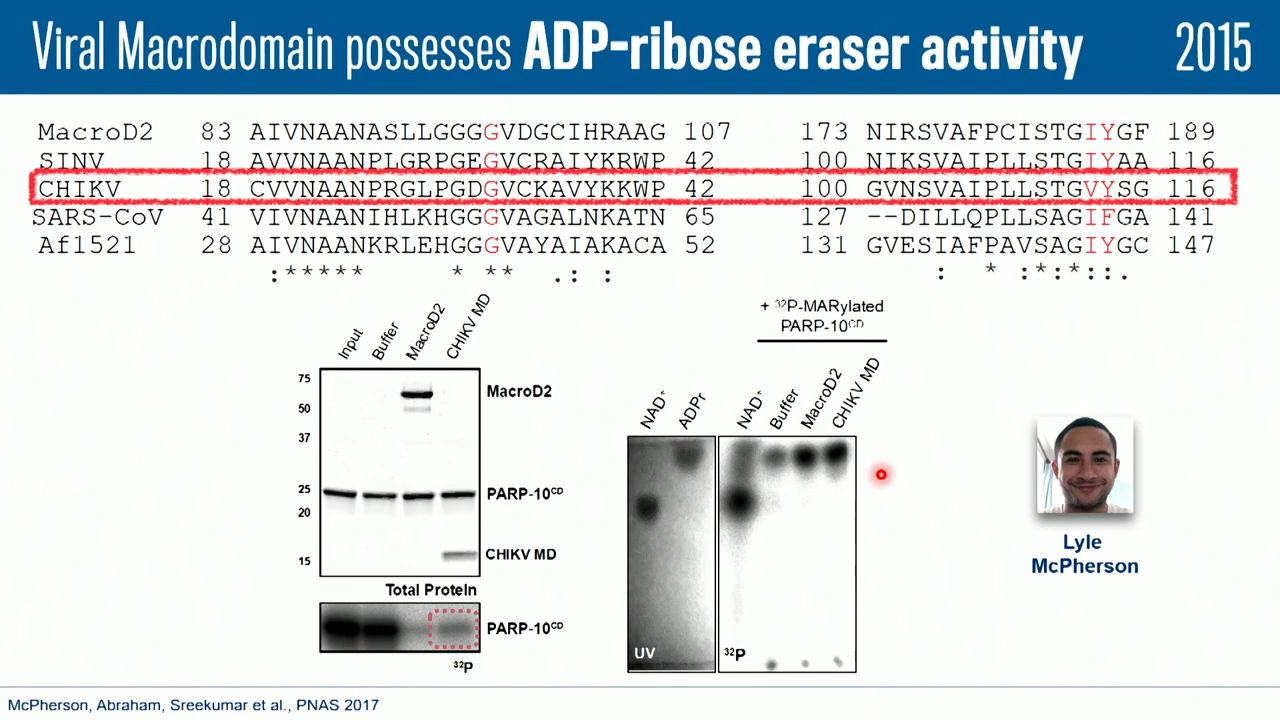 Viral Macrodomain possesses ADP-ribose eraser activity 2015
MacroD2 83 AIVNAANASLLGGGGVDGCIHRAAG 107 173 NIRSVAFPCISTGIYGF 189
SINV 18 AVVNAANPLGRPGEGVCRAIYKRWP 42 100 NIKSVAIPLLSTGIYAA 116
CHIKV 18 CVVNAANPRGLPGDGVCKAVYKKWP 42 100 GVNSVAIPLLSTGVYSG 116
SARS-CoV 41 VIVNAANIHLKHGGGVAGALNKATN 65 127 --DILLQPLLSAGIFGA 141
Af1521 28 AIVNAANKRLEHGGGVAYAIAKACA 52 131 GVESIAFPAVSAGIYGC 147
:***** * ** .: : : * :*:*::.
+ ³²P-MARylated
PARP-10ᶜᴰ
Input Buffer MacroD2 CHIKV MD
NAD⁺ ADPr NAD⁺ Buffer MacroD2 CHIKV MD
75
MacroD2
50
37
25
PARP-10ᶜᴰ
20
CHIKV MD
15
Total Protein
PARP-10ᶜᴰ
³²P
UV
³²P
Lyle
McPherson
McPherson, Abraham, Sreekumar et al., PNAS 2017